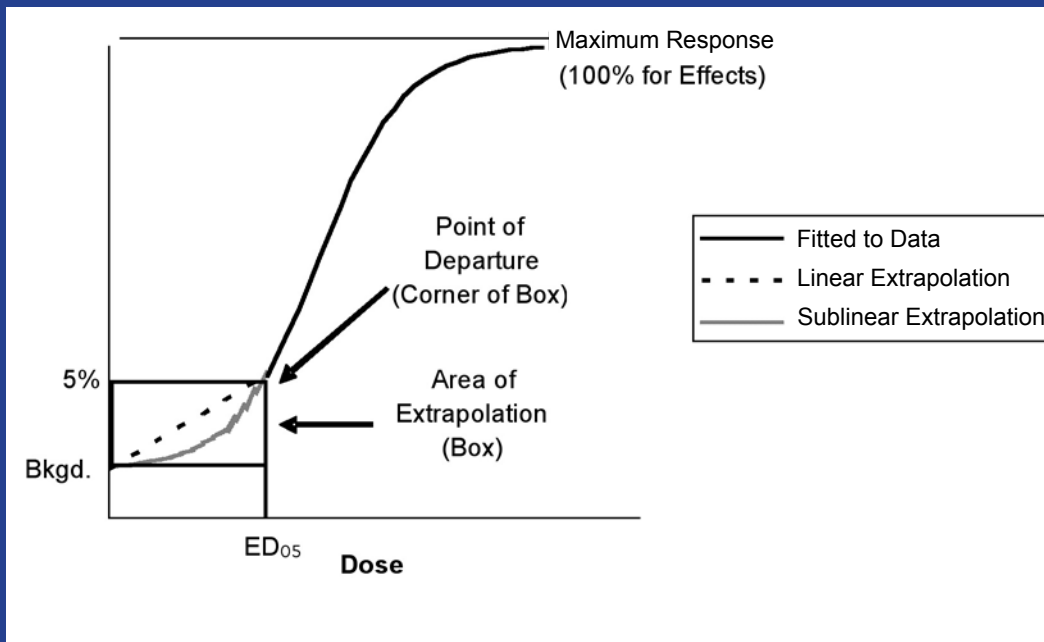 Maximum Response
(100% for Effects)
Point of
Departure
(Corner of Box)
Fitted to Data
Linear Extrapolation
Sublinear Extrapolation
5%
Area of
Extrapolation
(Box)
Bkgd.
ED₀₅
Dose